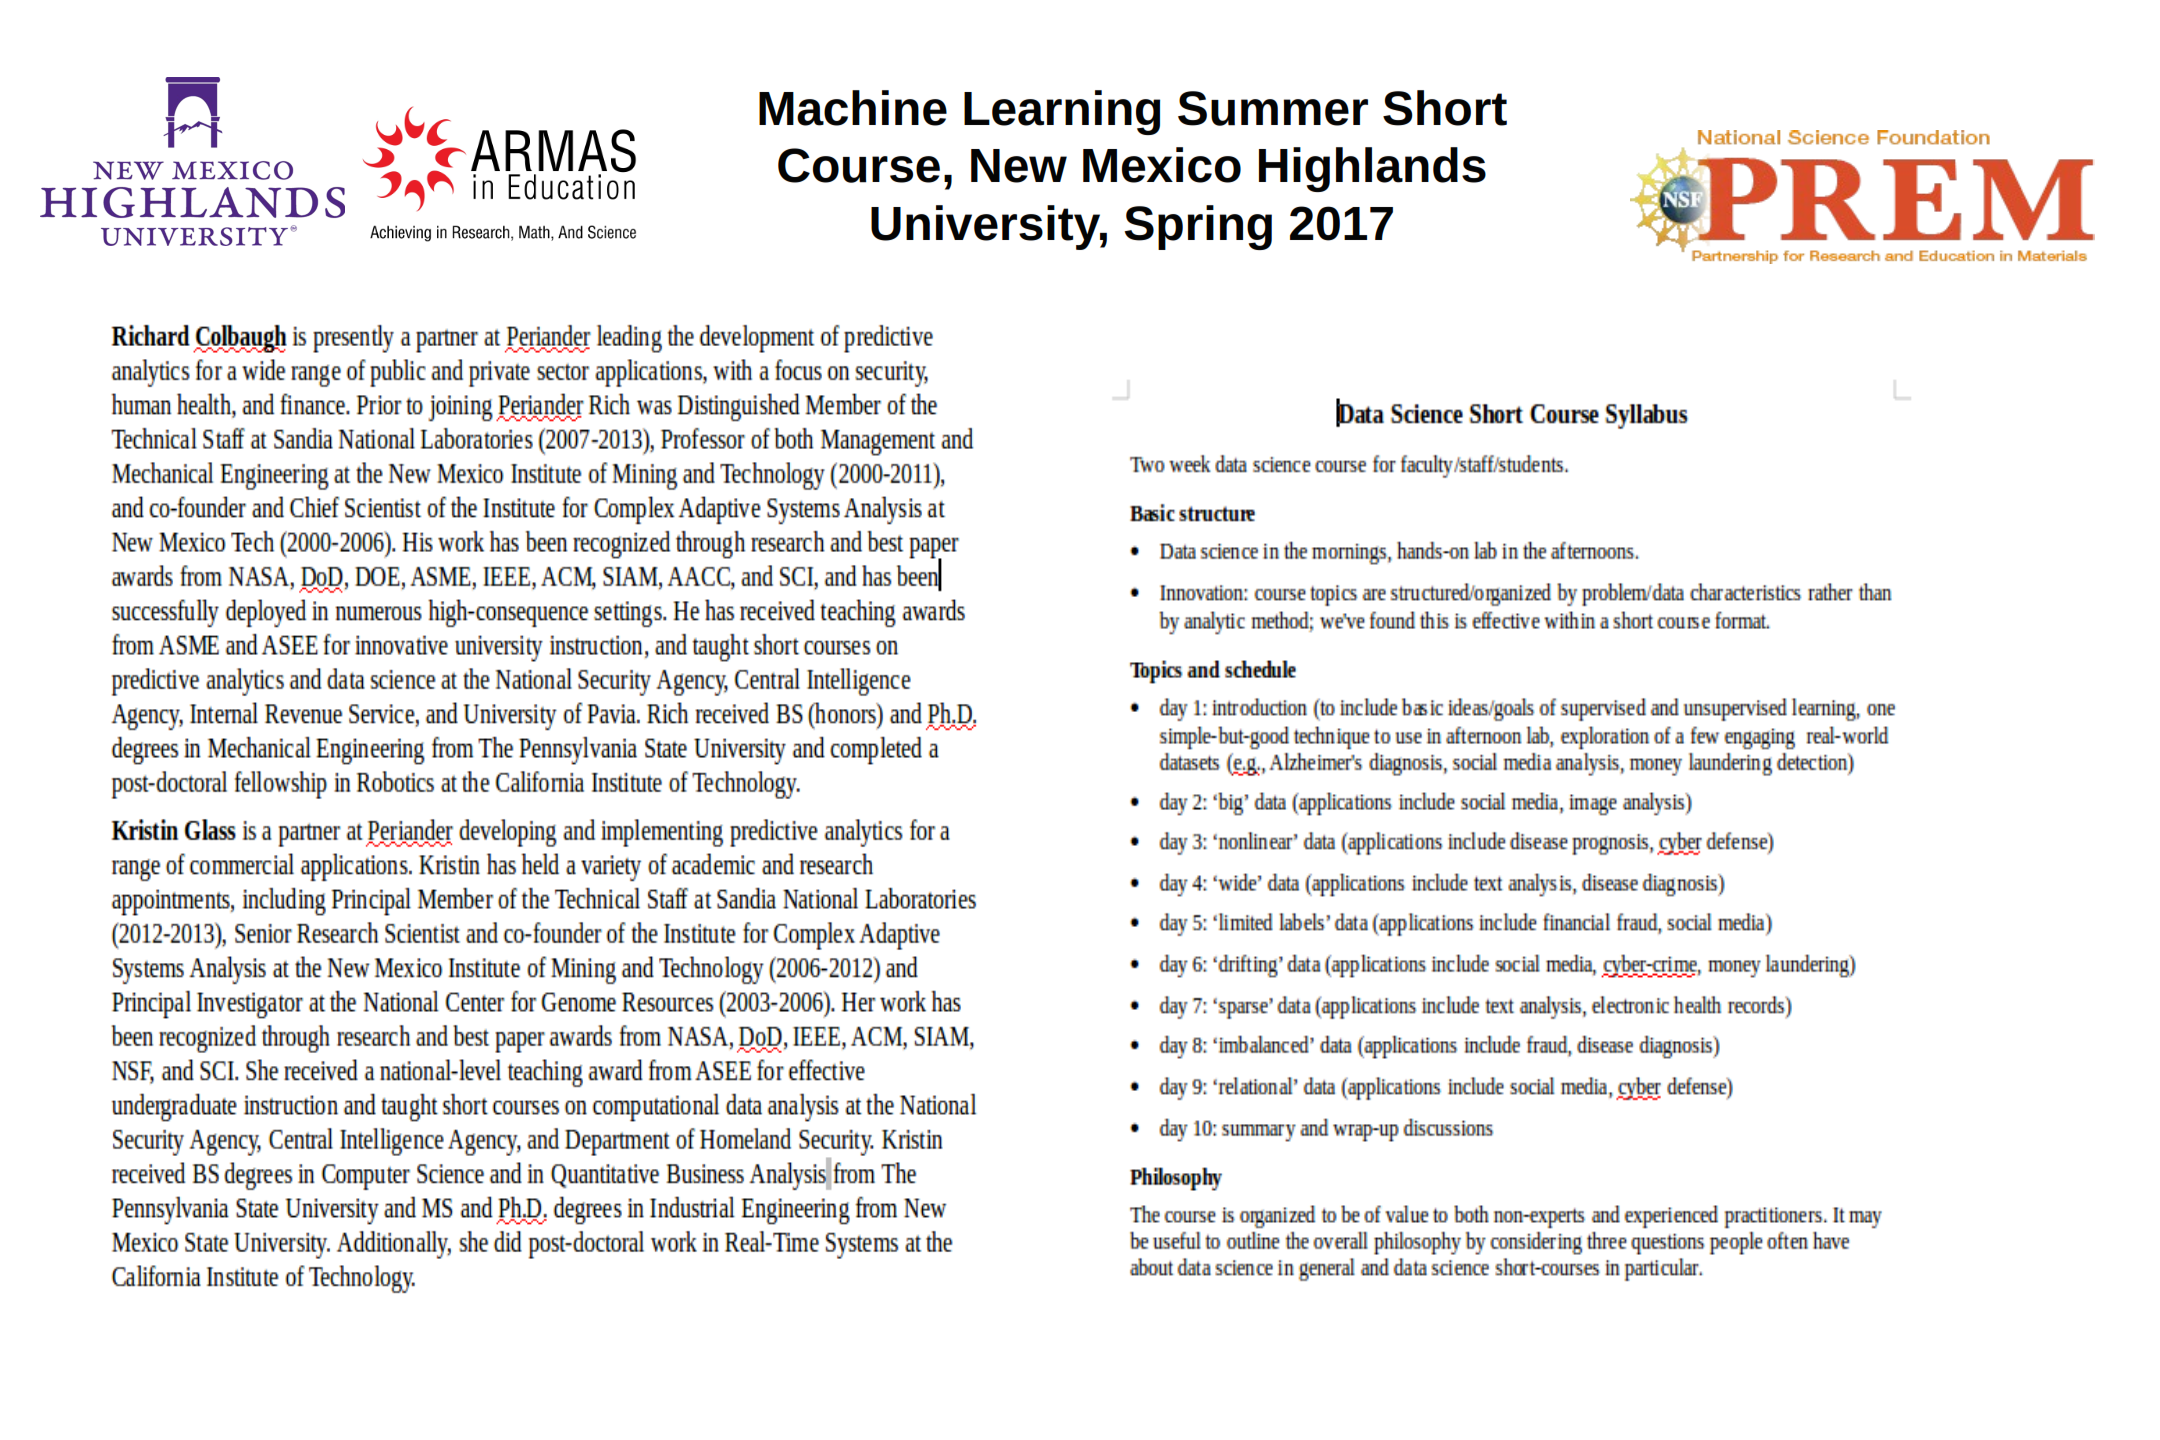 NEW MEXICO
HIGHLANDS
UNIVERSITY®
ARMAS
in Education
Achieving in Research, Math, And Science
Machine Learning Summer Short
Course, New Mexico Highlands
University, Spring 2017
National Science Foundation
NSF
PREM
Partnership for Research and Education in Materials
Richard Colbaugh is presently a partner at Periander leading the development of predictive
analytics for a wide range of public and private sector applications, with a focus on security,
human health, and finance. Prior to joining Periander Rich was Distinguished Member of the
Technical Staff at Sandia National Laboratories (2007-2013), Professor of both Management and
Mechanical Engineering at the New Mexico Institute of Mining and Technology (2000-2011),
and co-founder and Chief Scientist of the Institute for Complex Adaptive Systems Analysis at
New Mexico Tech (2000-2006). His work has been recognized through research and best paper
awards from NASA, DoD, DOE, ASME, IEEE, ACM, SIAM, AACC, and SCI, and has been
successfully deployed in numerous high-consequence settings. He has received teaching awards
from ASME and ASEE for innovative university instruction, and taught short courses on
predictive analytics and data science at the National Security Agency, Central Intelligence
Agency, Internal Revenue Service, and University of Pavia. Rich received BS (honors) and Ph.D.
degrees in Mechanical Engineering from The Pennsylvania State University and completed a
post-doctoral fellowship in Robotics at the California Institute of Technology.
Kristin Glass is a partner at Periander developing and implementing predictive analytics for a
range of commercial applications. Kristin has held a variety of academic and research
appointments, including Principal Member of the Technical Staff at Sandia National Laboratories
(2012-2013), Senior Research Scientist and co-founder of the Institute for Complex Adaptive
Systems Analysis at the New Mexico Institute of Mining and Technology (2006-2012) and
Principal Investigator at the National Center for Genome Resources (2003-2006). Her work has
been recognized through research and best paper awards from NASA, DoD, IEEE, ACM, SIAM,
NSF, and SCI. She received a national-level teaching award from ASEE for effective
undergraduate instruction and taught short courses on computational data analysis at the National
Security Agency, Central Intelligence Agency, and Department of Homeland Security. Kristin
received BS degrees in Computer Science and in Quantitative Business Analysis from The
Pennsylvania State University and MS and Ph.D. degrees in Industrial Engineering from New
Mexico State University. Additionally, she did post-doctoral work in Real-Time Systems at the
California Institute of Technology.
Data Science Short Course Syllabus
Two week data science course for faculty/staff/students.
Basic structure
• Data science in the mornings, hands-on lab in the afternoons.
• Innovation: course topics are structured/organized by problem/data characteristics rather than
by analytic method; we've found this is effective within a short course format.
Topics and schedule
• day 1: introduction (to include basic ideas/goals of supervised and unsupervised learning, one
simple-but-good technique to use in afternoon lab, exploration of a few engaging real-world
datasets (e.g., Alzheimer's diagnosis, social media analysis, money laundering detection)
• day 2: ‘big’ data (applications include social media, image analysis)
• day 3: ‘nonlinear’ data (applications include disease prognosis, cyber defense)
• day 4: ‘wide’ data (applications include text analysis, disease diagnosis)
• day 5: ‘limited labels’ data (applications include financial fraud, social media)
• day 6: ‘drifting’ data (applications include social media, cyber-crime, money laundering)
• day 7: ‘sparse’ data (applications include text analysis, electronic health records)
• day 8: ‘imbalanced’ data (applications include fraud, disease diagnosis)
• day 9: ‘relational’ data (applications include social media, cyber defense)
• day 10: summary and wrap-up discussions
Philosophy
The course is organized to be of value to both non-experts and experienced practitioners. It may
be useful to outline the overall philosophy by considering three questions people often have
about data science in general and data science short-courses in particular.